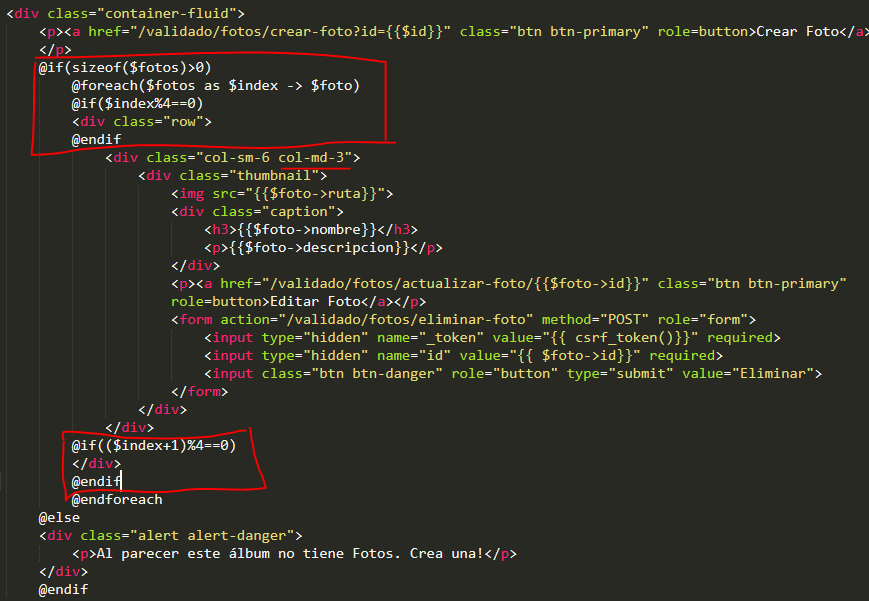 <div class="container-fluid">
<p><a href="/validado/fotos/crear-foto?id={{$id}}" class="btn btn-primary" role=button>Crear Foto</a>
</p>
@if(sizeof($fotos)>0)
@foreach($fotos as $index -> $foto)
@if($index%4==0)
<div class="row">
@endif
<div class="col-sm-6 col-md-3">
<div class="thumbnail">
<img src="{{$foto->ruta}}">
<div class="caption">
<h3>{{$foto->nombre}}</h3>
<p>{{$foto->descripcion}}</p>
</div>
<p><a href="/validado/fotos/actualizar-foto/{{$foto->id}}" class="btn btn-primary"
role=button>Editar Foto</a></p>
<form action="/validado/fotos/eliminar-foto" method="POST" role="form">
<input type="hidden" name="_token" value="{{ csrf_token()}}" required>
<input type="hidden" name="id" value="{{ $foto->id}}" required>
<input class="btn btn-danger" role="button" type="submit" value="Eliminar">
</form>
</div>
</div>
@if(($index+1)%4==0)
</div>
@endif
@endforeach
@else
<div class="alert alert-danger">
<p>Al parecer este álbum no tiene Fotos. Crea una!</p>
</div>
@endif